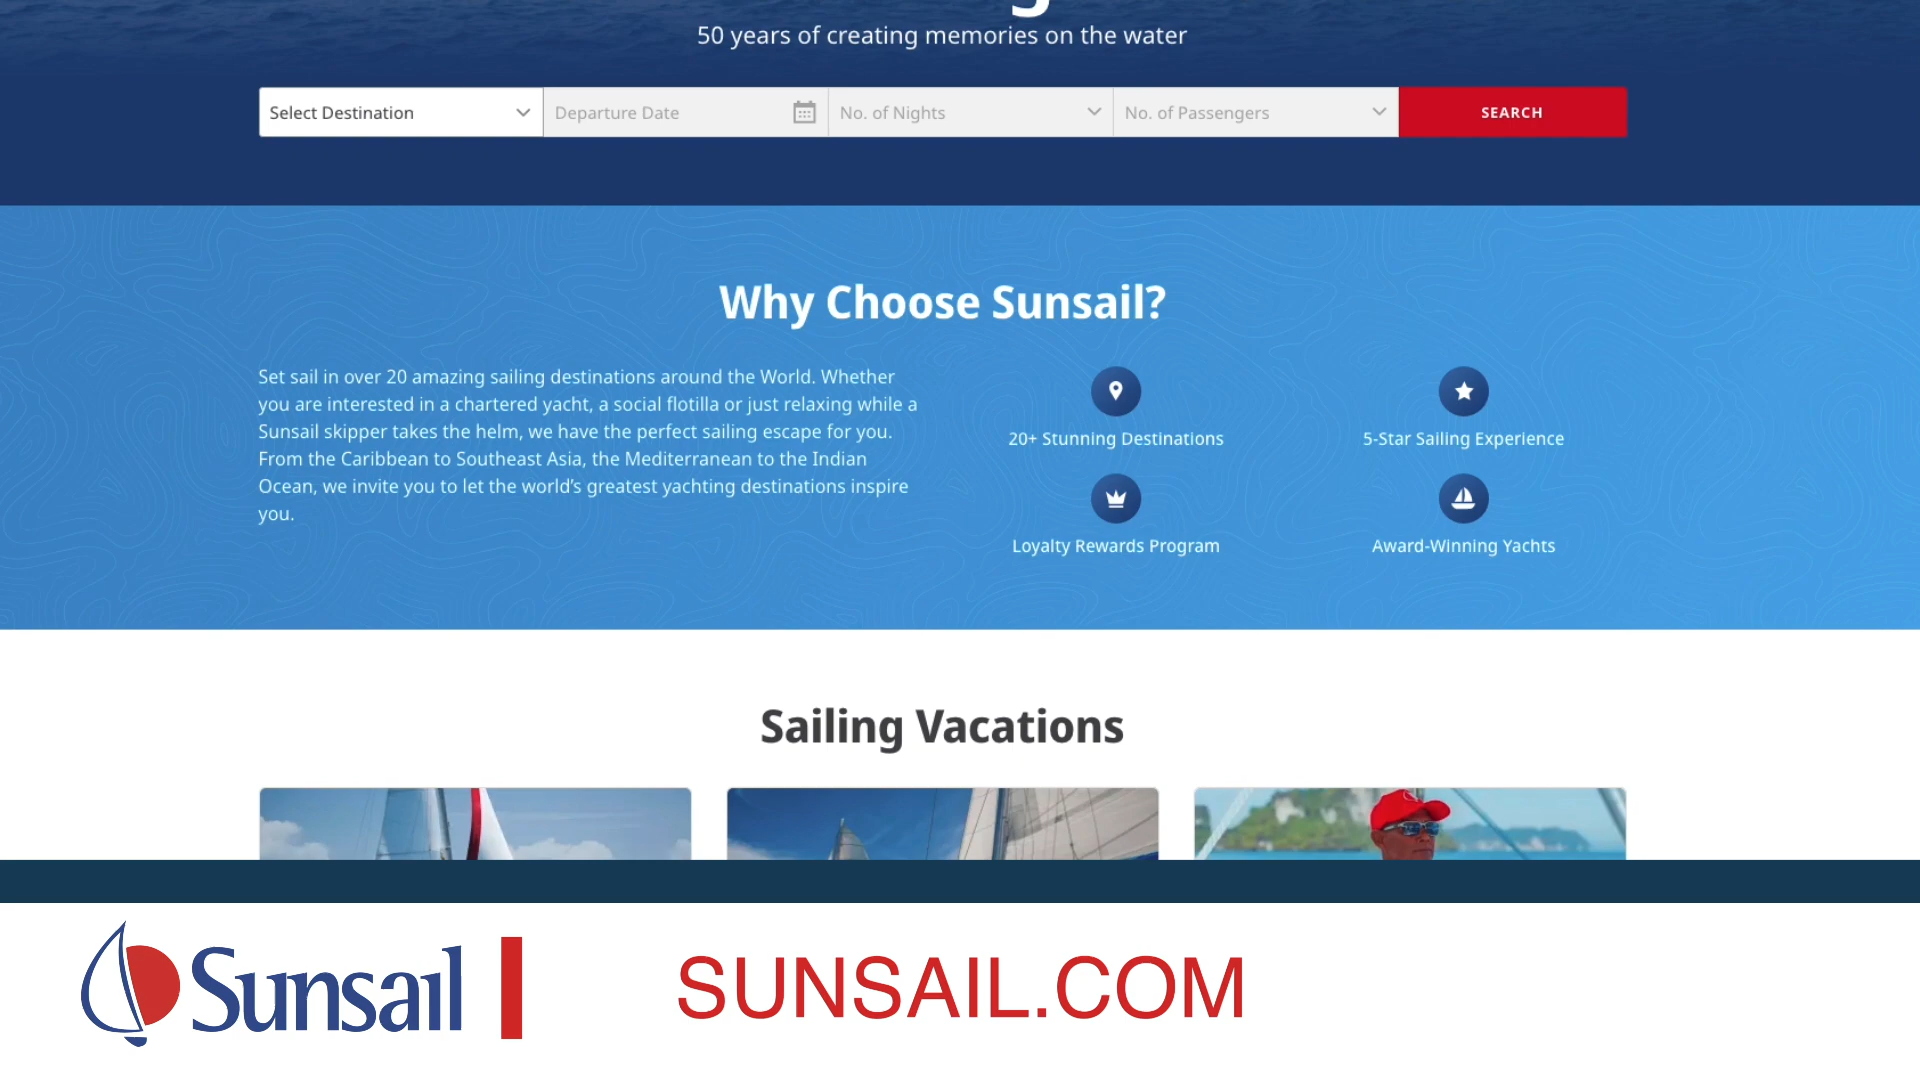 50 years of creating memories on the water
Select Destination
Departure Date
No. of Nights
No. of Passengers
SEARCH
Why Choose Sunsail?
Set sail in over 20 amazing sailing destinations around the World. Whether
you are interested in a chartered yacht, a social flotilla or just relaxing while a
Sunsail skipper takes the helm, we have the perfect sailing escape for you.
From the Caribbean to Southeast Asia, the Mediterranean to the Indian
Ocean, we invite you to let the world's greatest yachting destinations inspire
you.
20+ Stunning Destinations
5-Star Sailing Experience
Loyalty Rewards Program
Award-Winning Yachts
Sailing Vacations
Sunsail
SUNSAIL.COM